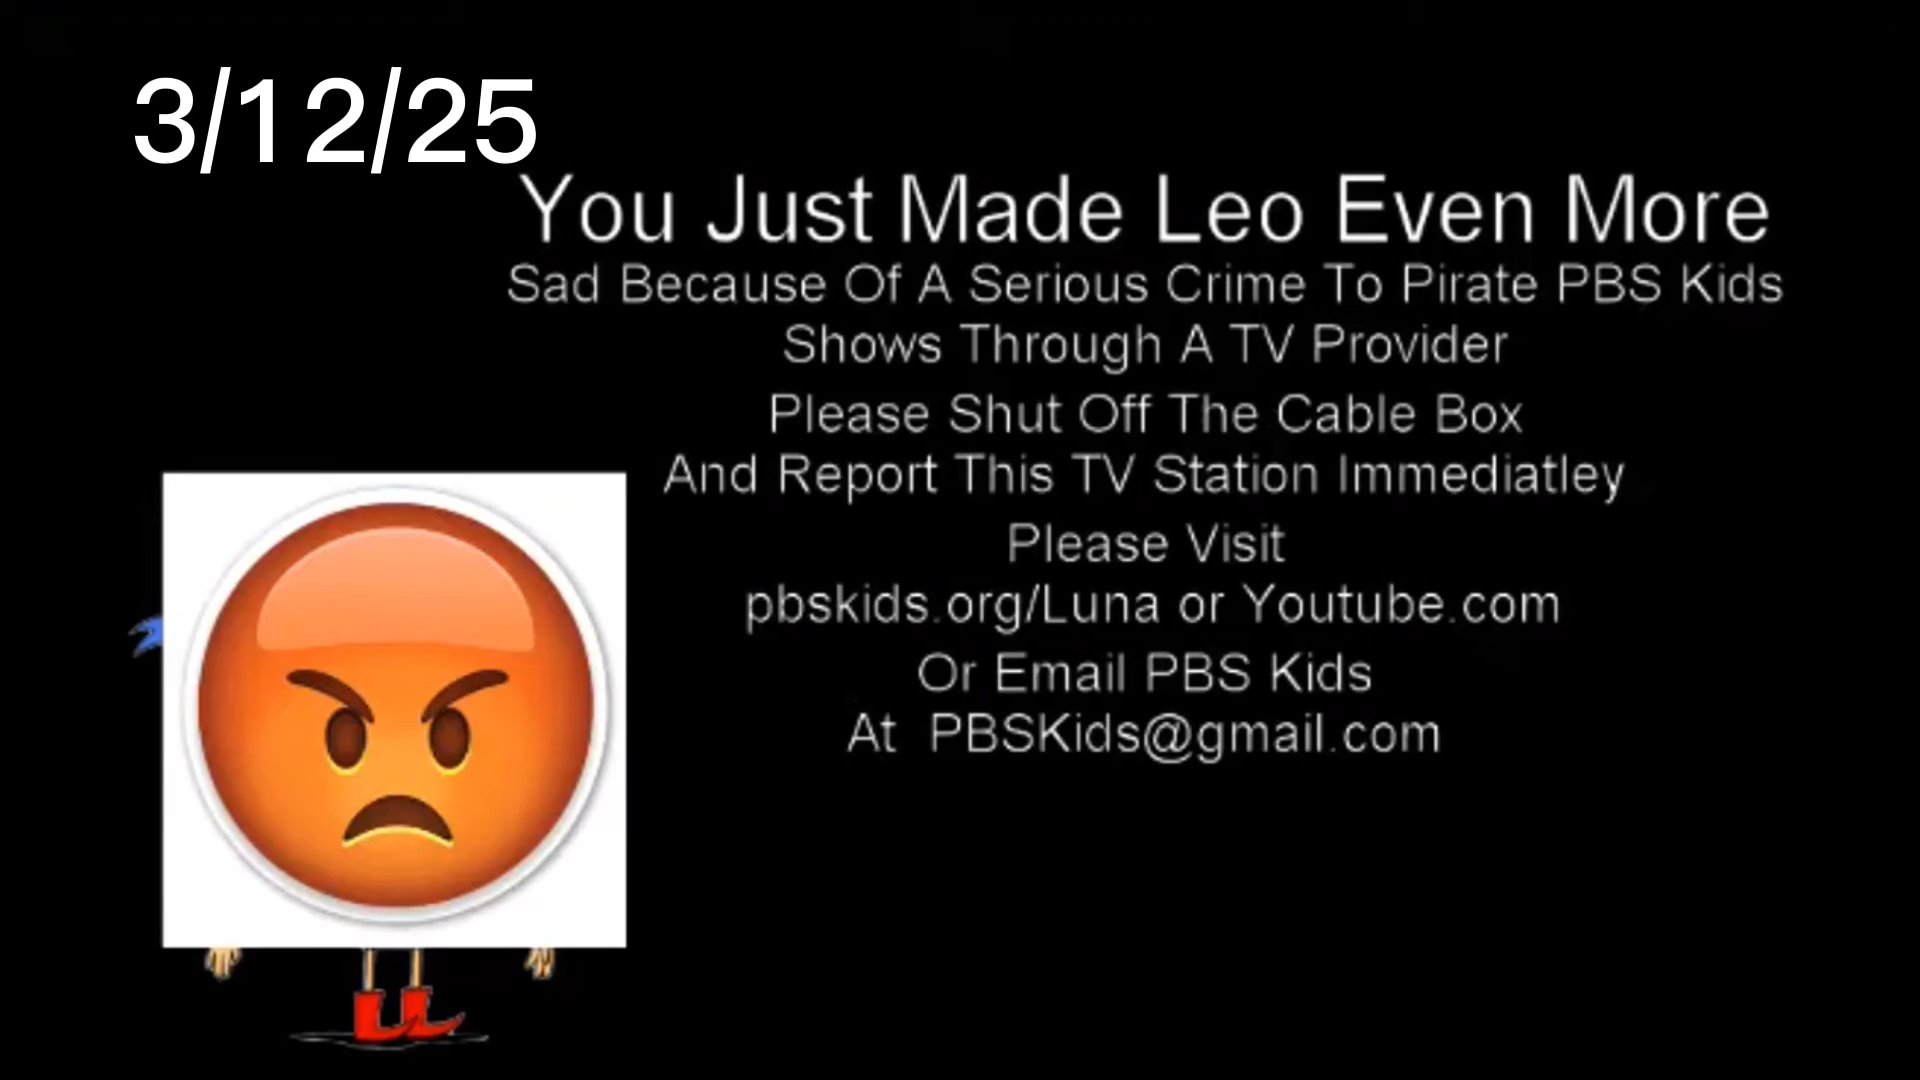 3/12/25
You Just Made Leo Even More
Sad Because Of A Serious Crime To Pirate PBS Kids
Shows Through A TV Provider
Please Shut Off The Cable Box
And Report This TV Station Immediatley
Please Visit
pbskids.org/Luna or Youtube.com
Or Email PBS Kids
At PBSKids@gmail.com